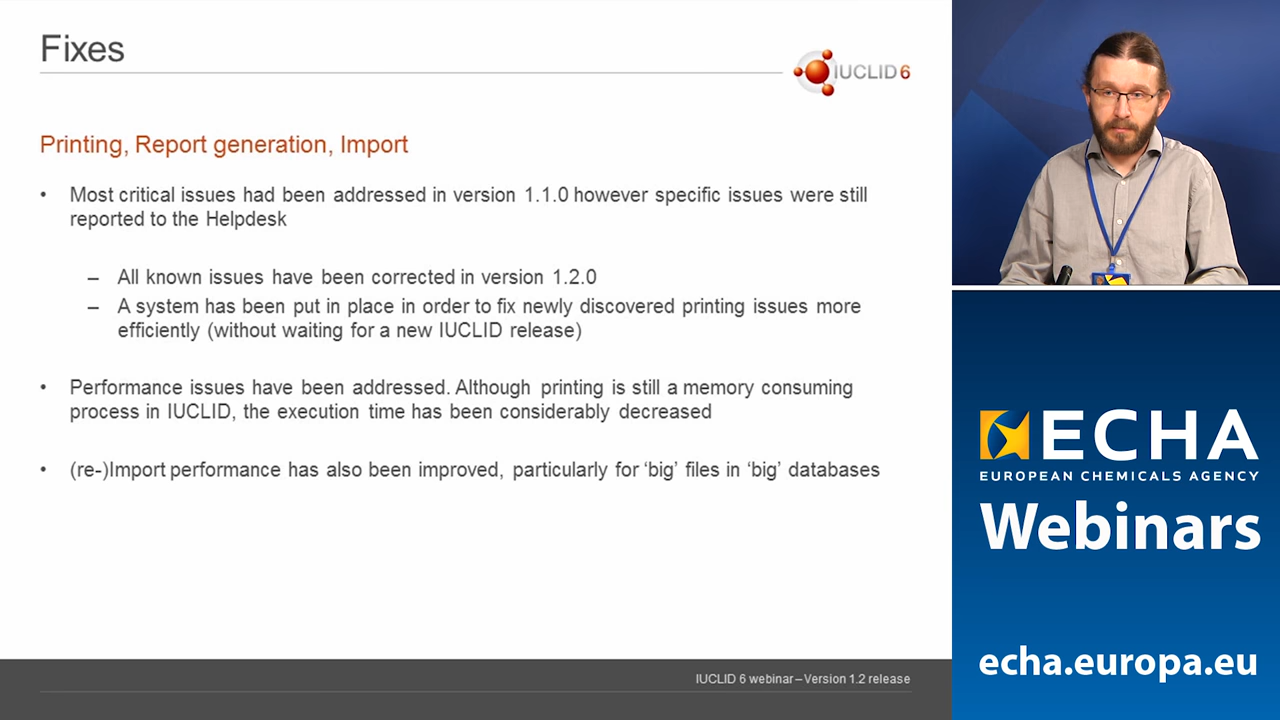 Fixes
IUCLID 6
Printing, Report generation, Import
• Most critical issues had been addressed in version 1.1.0 however specific issues were still
reported to the Helpdesk
– All known issues have been corrected in version 1.2.0
– A system has been put in place in order to fix newly discovered printing issues more
efficiently (without waiting for a new IUCLID release)
• Performance issues have been addressed. Although printing is still a memory consuming
process in IUCLID, the execution time has been considerably decreased
• (re-)Import performance has also been improved, particularly for ‘big’ files in ‘big’ databases
IUCLID 6 webinar – Version 1.2 release
ECHA
EUROPEAN CHEMICALS AGENCY
Webinars
echa.europa.eu